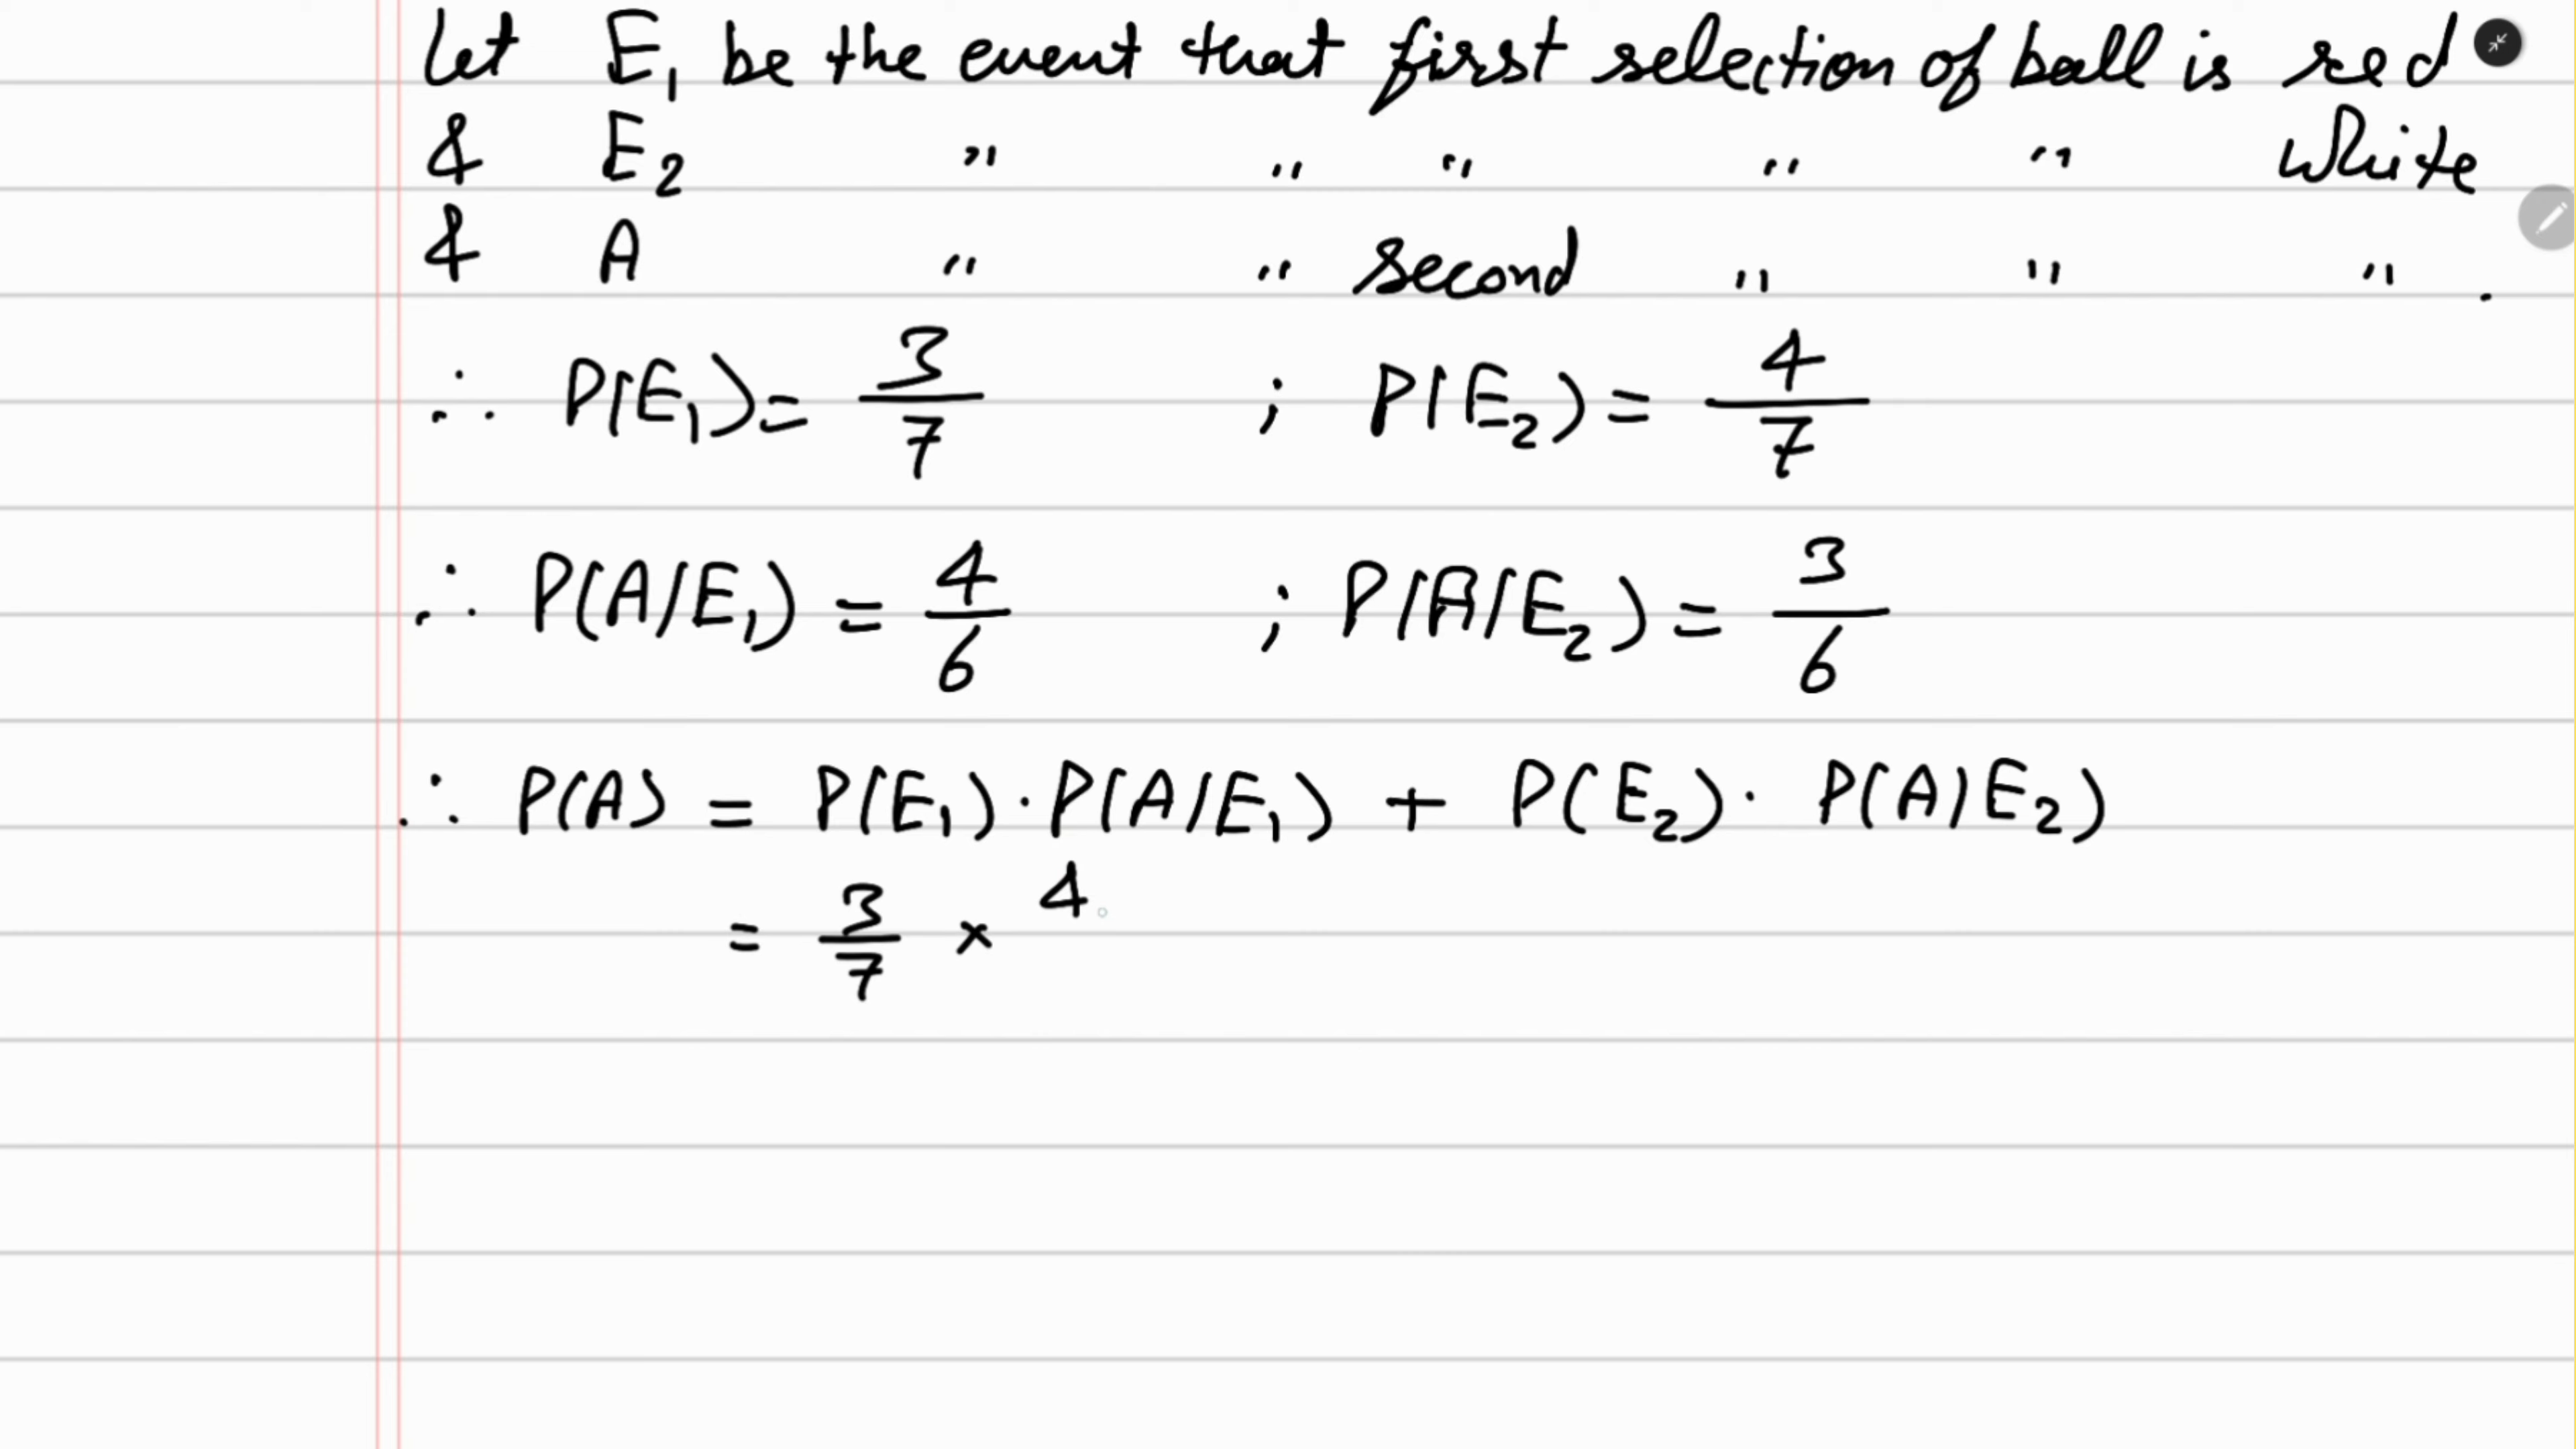 Let E₁ be the event that first selection of ball is red
& E₂ " " " " " white
& A " " second " " " .
∴ P(E₁) = 3/7 ; P(E₂) = 4/7
∴ P(A/E₁) = 4/6 ; P(A/E₂) = 3/6
∴ P(A) = P(E₁) · P(A/E₁) + P(E₂) · P(A/E₂)
= 3/7 × 4